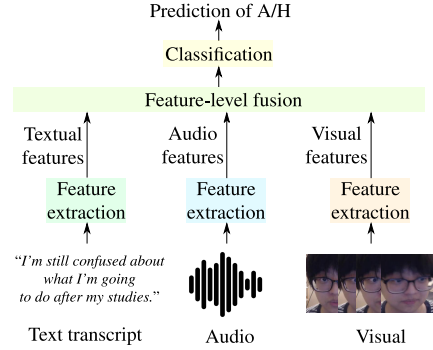 Prediction of A/H
Classification
Feature-level fusion
Textual
features
Audio
features
Visual
features
Feature
extraction
Feature
extraction
Feature
extraction
“I’m still confused about
what I’m going
to do after my studies.”
Text transcript
Audio
Visual